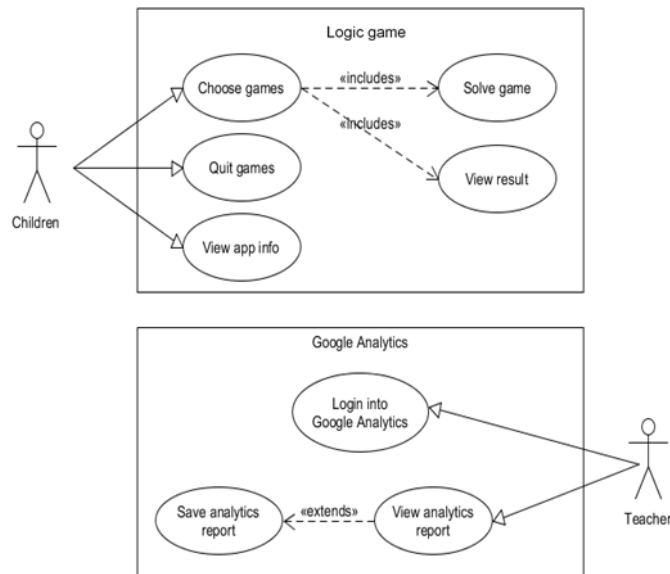 Logic game
Choose games
«includes»
Solve game
«includes»
Quit games
View result
Children
View app info
Google Analytics
Login into
Google Analytics
Save analytics
report
«extends»
View analytics
report
Teacher